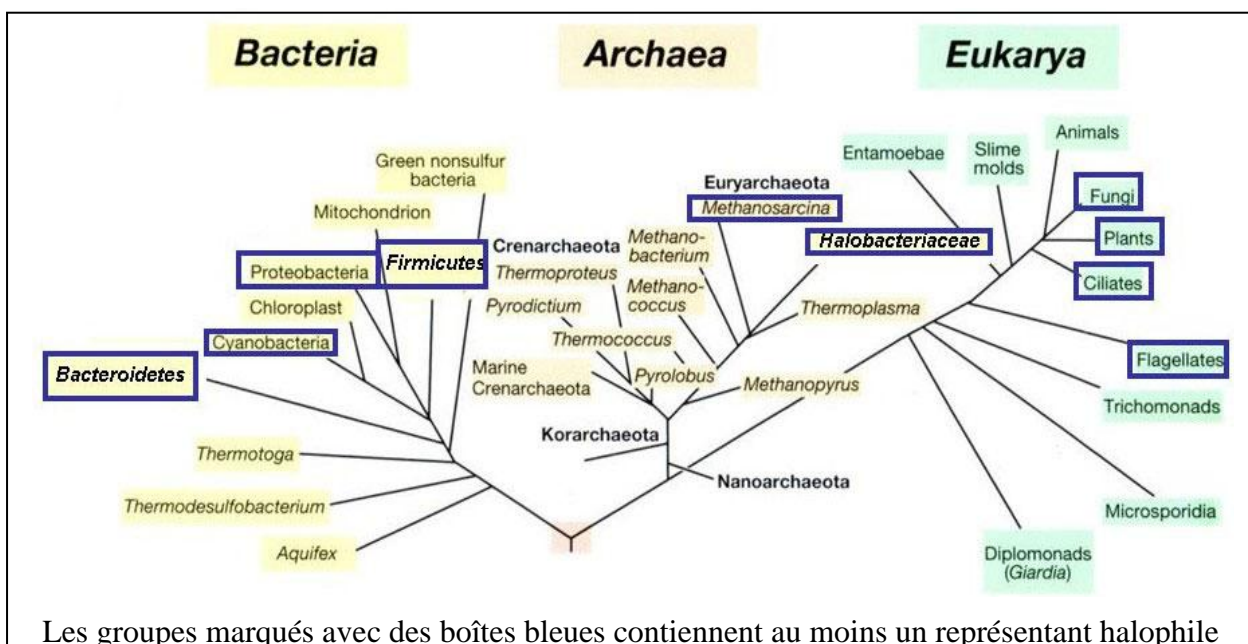 Bacteria
Archaea
Eukarya
Green nonsulfur
bacteria
Mitochondrion
Proteobacteria
Firmicutes
Chloroplast
Cyanobacteria
Bacteroidetes
Thermotoga
Thermodesulfobacterium
Aquifex
Crenarchaeota
Thermoproteus
Pyrodictium
Thermococcus
Marine
Crenarchaeota
Pyrolobus
Korarchaeota
Nanoarchaeota
Euryarchaeota
Methanosarcina
Methano-
bacterium
Methano-
coccus
Halobacteriaceae
Thermoplasma
Methanopyrus
Entamoebae
Slime
molds
Animals
Fungi
Plants
Ciliates
Flagellates
Trichomonads
Microsporidia
Diplomonads
(Giardia)
Les groupes marqués avec des boîtes bleues contiennent au moins un représentant halophile